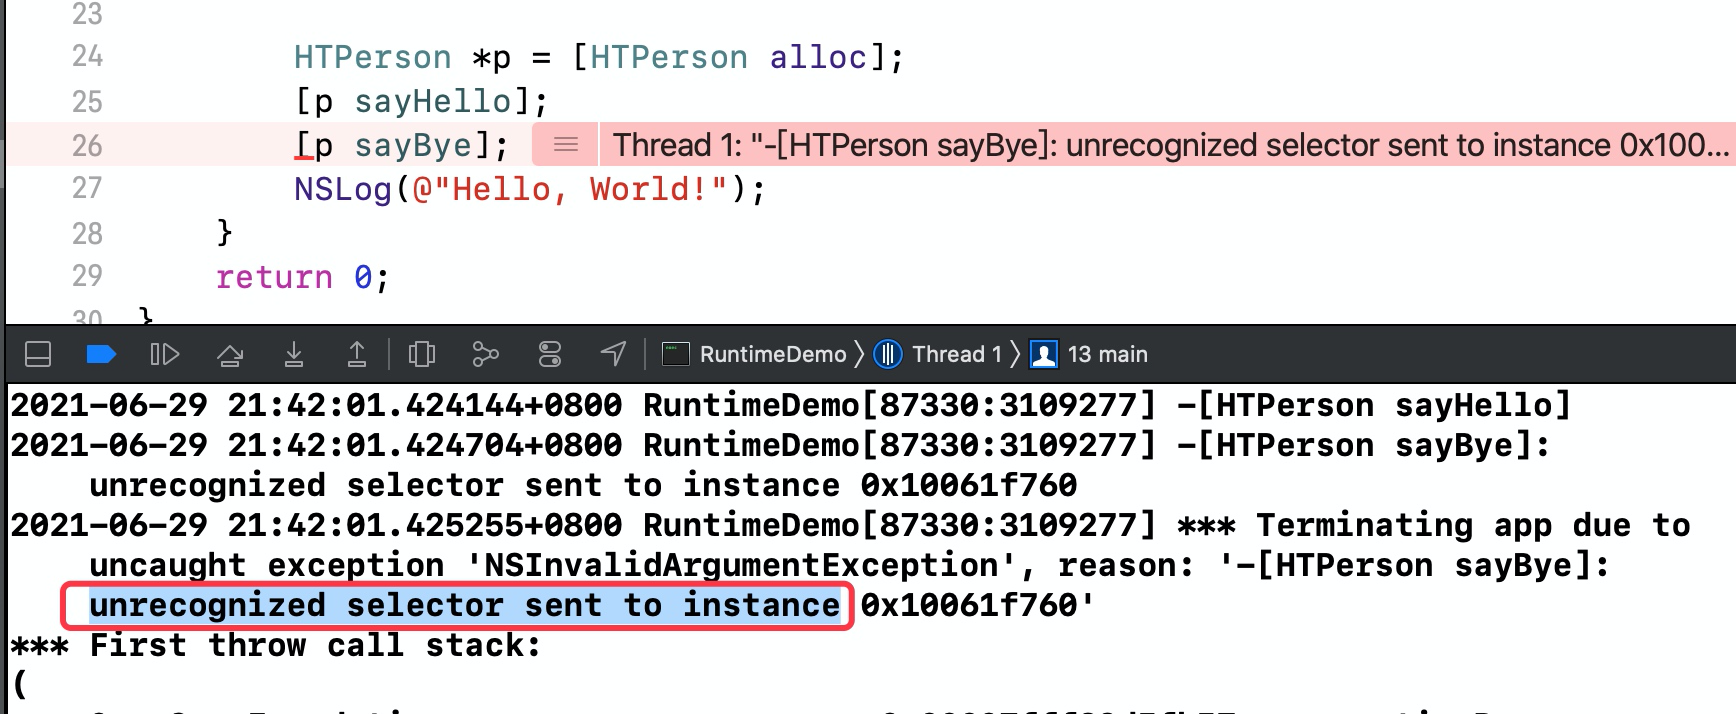 23
24 HTPerson *p = [HTPerson alloc];
25 [p sayHello];
26 [p sayBye]; Thread 1: "-[HTPerson sayBye]: unrecognized selector sent to instance 0x100...
27 NSLog(@"Hello, World!");
28 }
29 return 0;
30 }
RuntimeDemo 〉 Thread 1 〉 13 main
2021-06-29 21:42:01.424144+0800 RuntimeDemo[87330:3109277] -[HTPerson sayHello]
2021-06-29 21:42:01.424704+0800 RuntimeDemo[87330:3109277] -[HTPerson sayBye]:
unrecognized selector sent to instance 0x10061f760
2021-06-29 21:42:01.425255+0800 RuntimeDemo[87330:3109277] *** Terminating app due to
uncaught exception 'NSInvalidArgumentException', reason: '-[HTPerson sayBye]:
unrecognized selector sent to instance 0x10061f760'
*** First throw call stack:
(